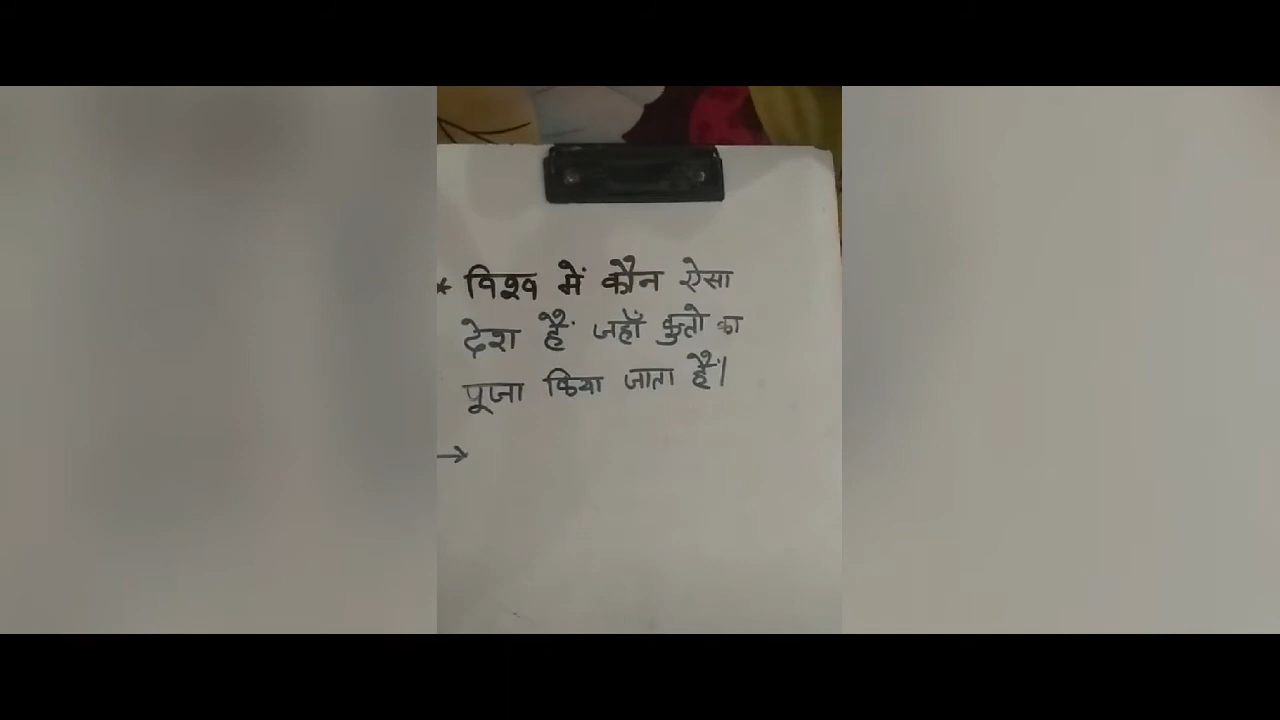 * विश्व में कौन ऐसा
देश हैं जहाँ कुतो का
पूजा किया जाता हैं।
→